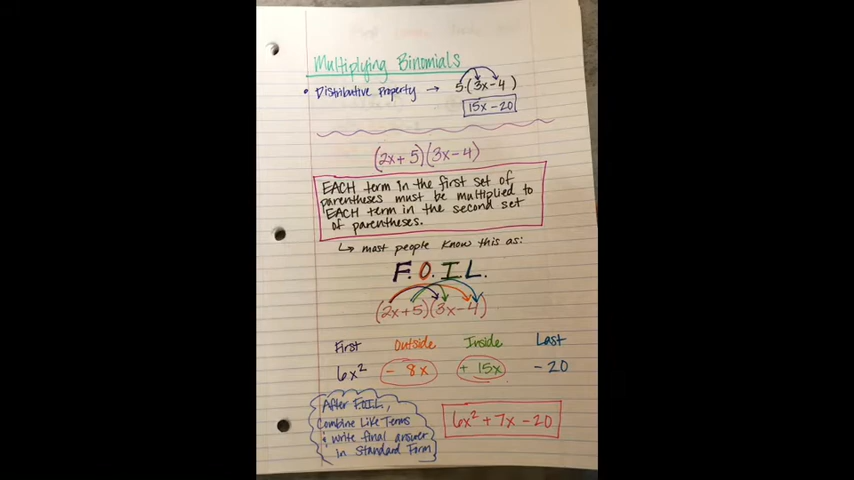 Multiplying Binomials
• Distributive Property → 5·(3x-4)
15x-20
(2x+5)(3x-4)
EACH term in the first set of
parentheses must be multiplied to
EACH term in the second set
of parentheses.
↳ most people know this as:
F.O.I.L.
(2x+5)(3x-4)
First Outside Inside Last
6x² - 8x + 15x - 20
After F.O.I.L,
Combine Like Terms
& write final answer
in Standard Form
6x² + 7x - 20